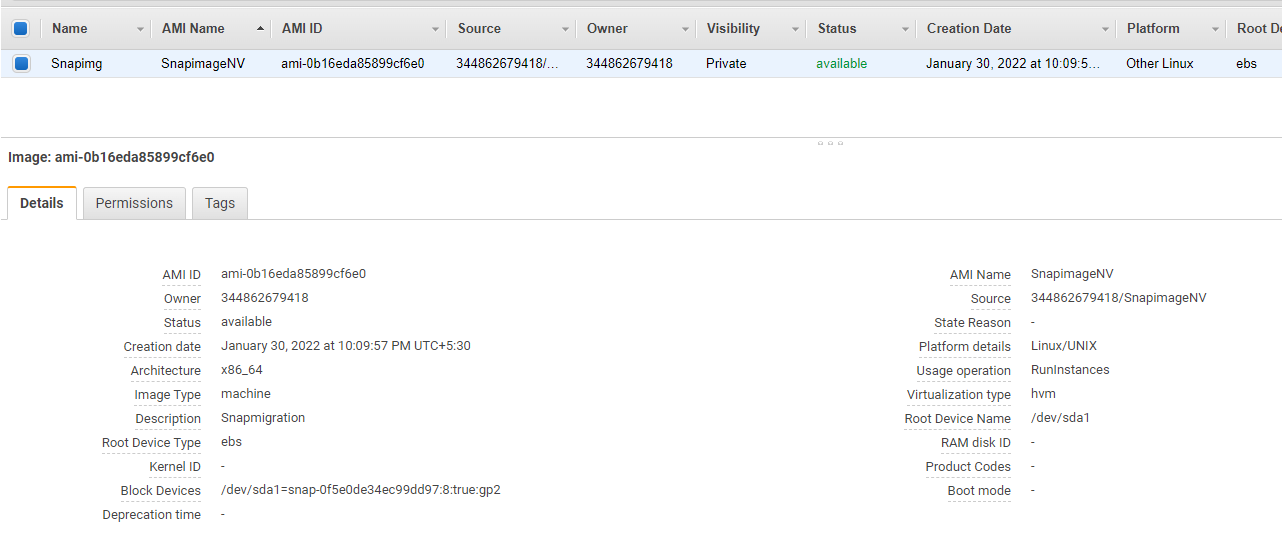 Name AMI Name AMI ID Source Owner Visibility Status Creation Date Platform Root De
Snapimg SnapimageNV ami-0b16eda85899cf6e0 344862679418/... 344862679418 Private available January 30, 2022 at 10:09:5... Other Linux ebs
Image: ami-0b16eda85899cf6e0
Details Permissions Tags
AMI ID ami-0b16eda85899cf6e0 AMI Name SnapimageNV
Owner 344862679418 Source 344862679418/SnapimageNV
Status available State Reason -
Creation date January 30, 2022 at 10:09:57 PM UTC+5:30 Platform details Linux/UNIX
Architecture x86_64 Usage operation RunInstances
Image Type machine Virtualization type hvm
Description Snapmigration Root Device Name /dev/sda1
Root Device Type ebs RAM disk ID -
Kernel ID - Product Codes -
Block Devices /dev/sda1=snap-0f5e0de34ec99dd97:8:true:gp2 Boot mode -
Deprecation time -